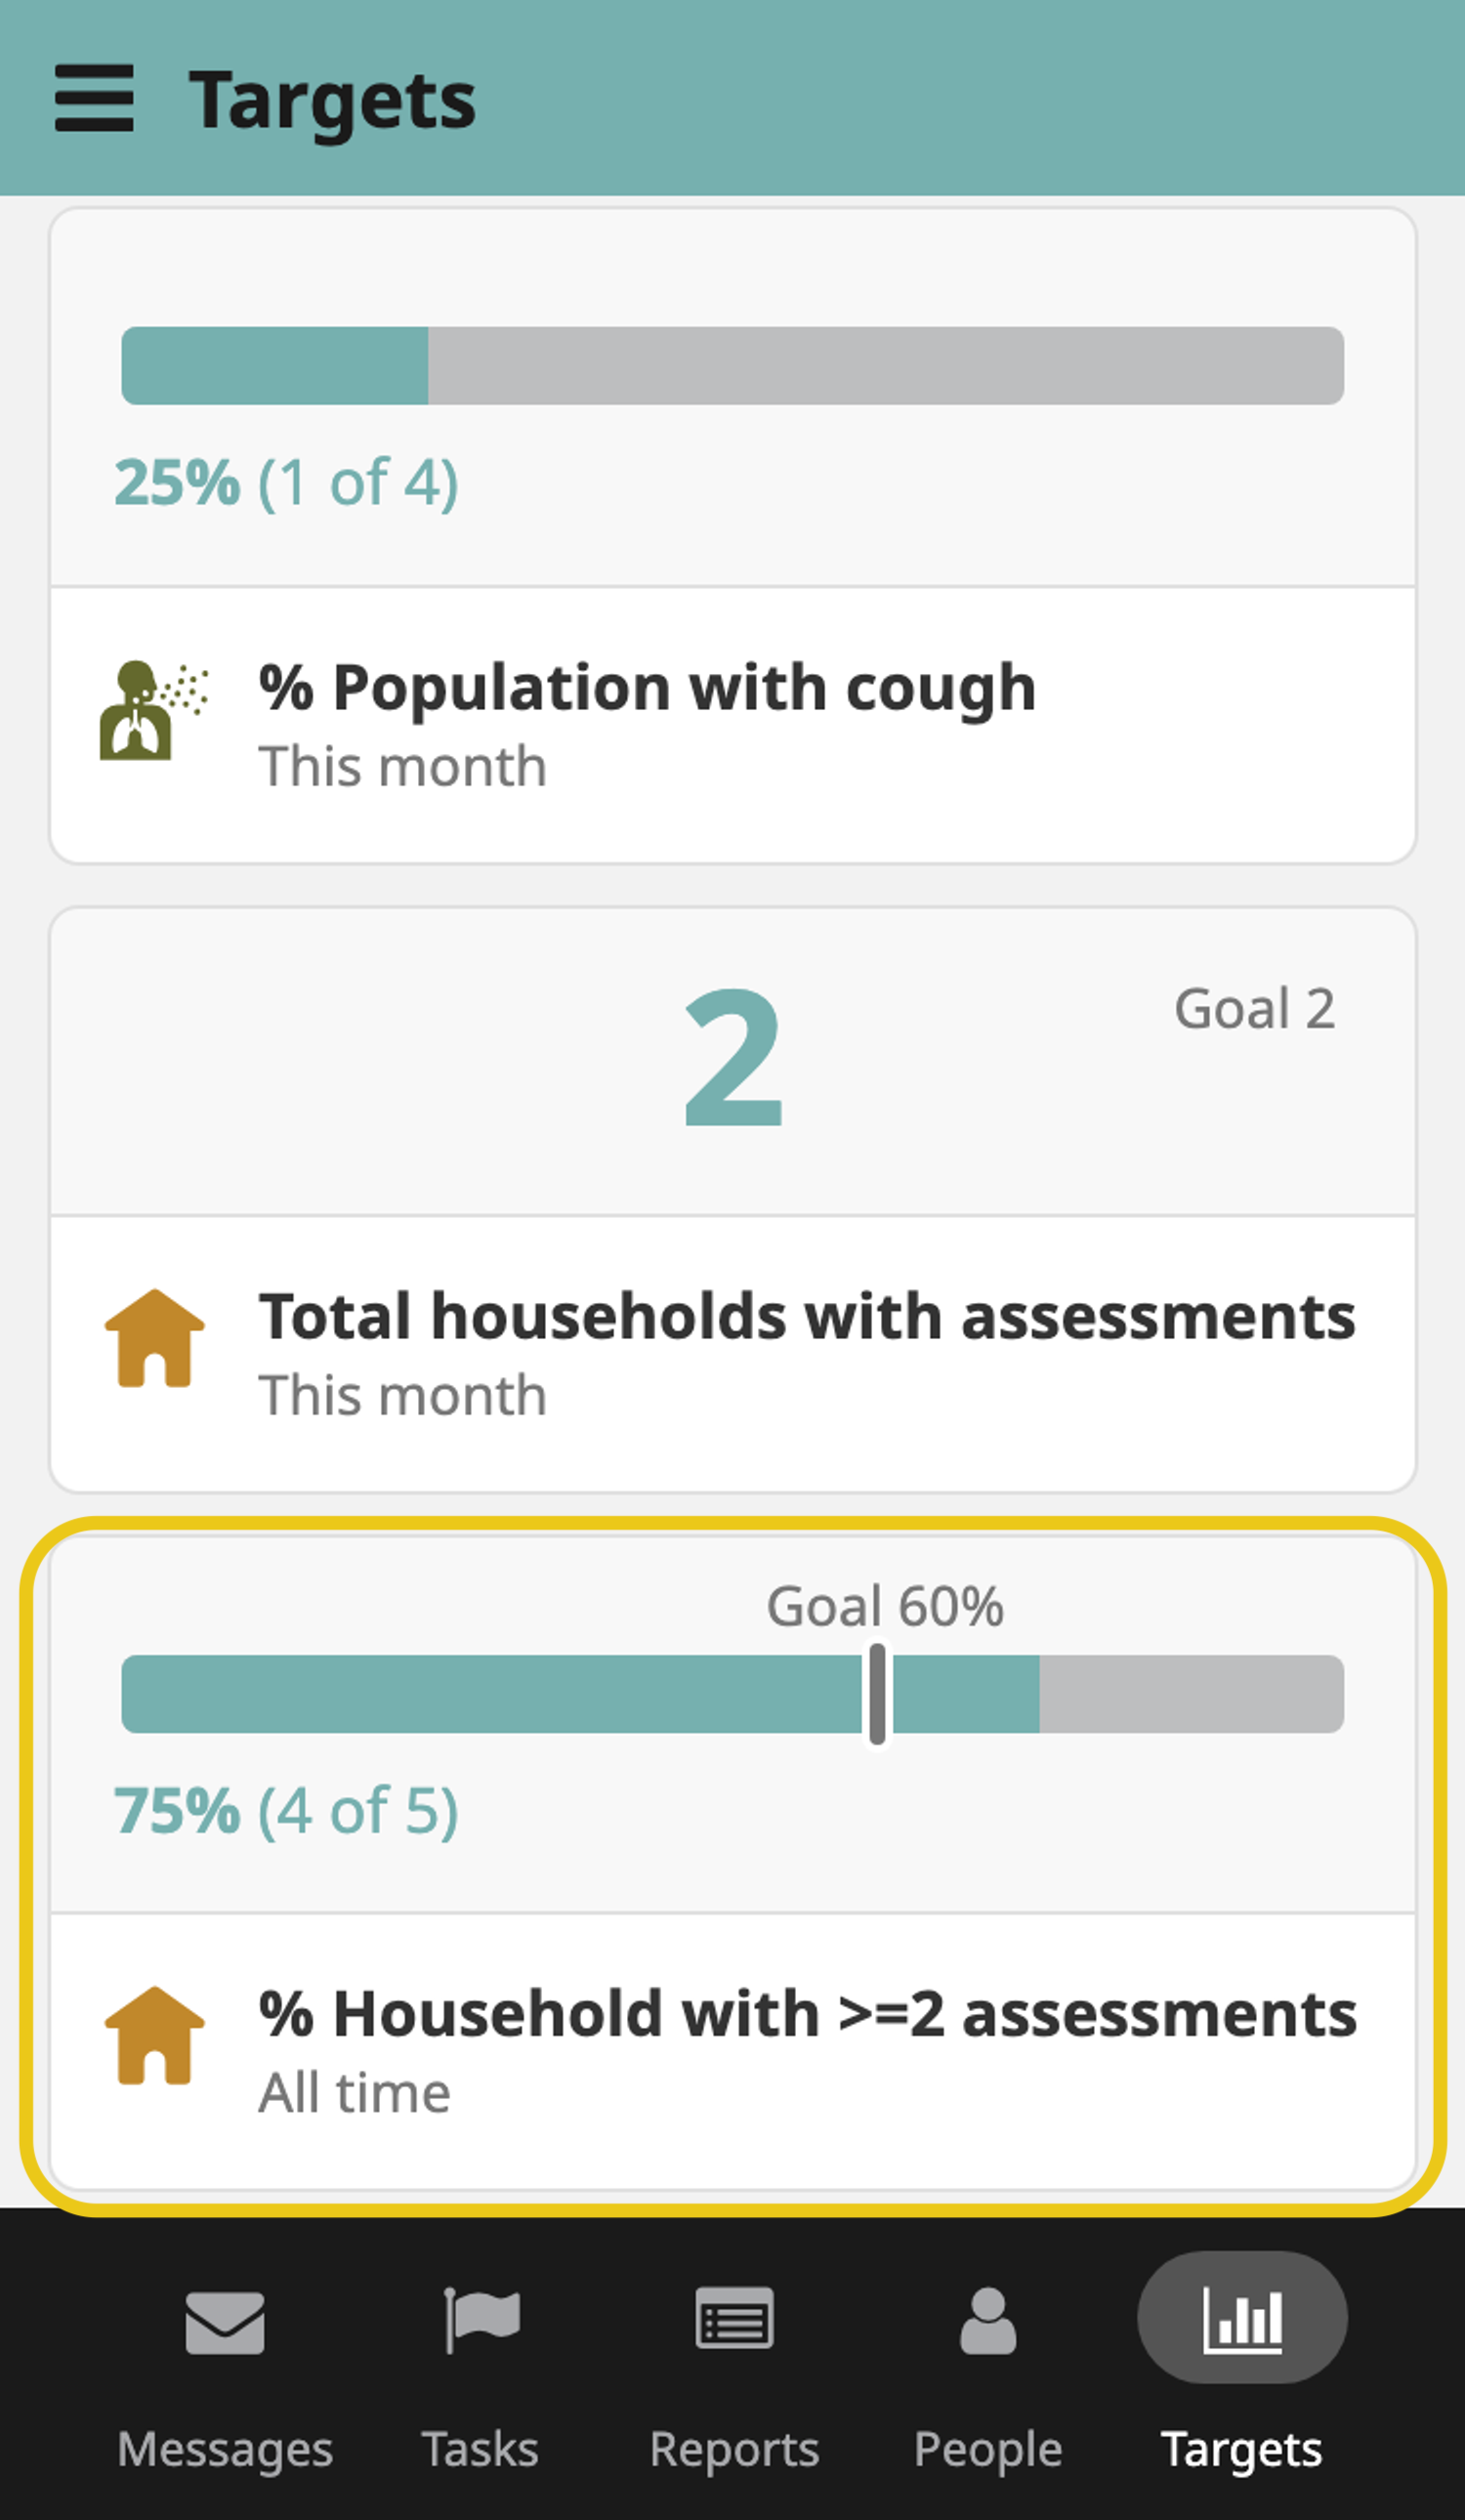 Targets
25% (1 of 4)
% Population with cough
This month
2
Goal 2
Total households with assessments
This month
Goal 60%
75% (4 of 5)
% Household with >=2 assessments
All time
Messages Tasks Reports People Targets